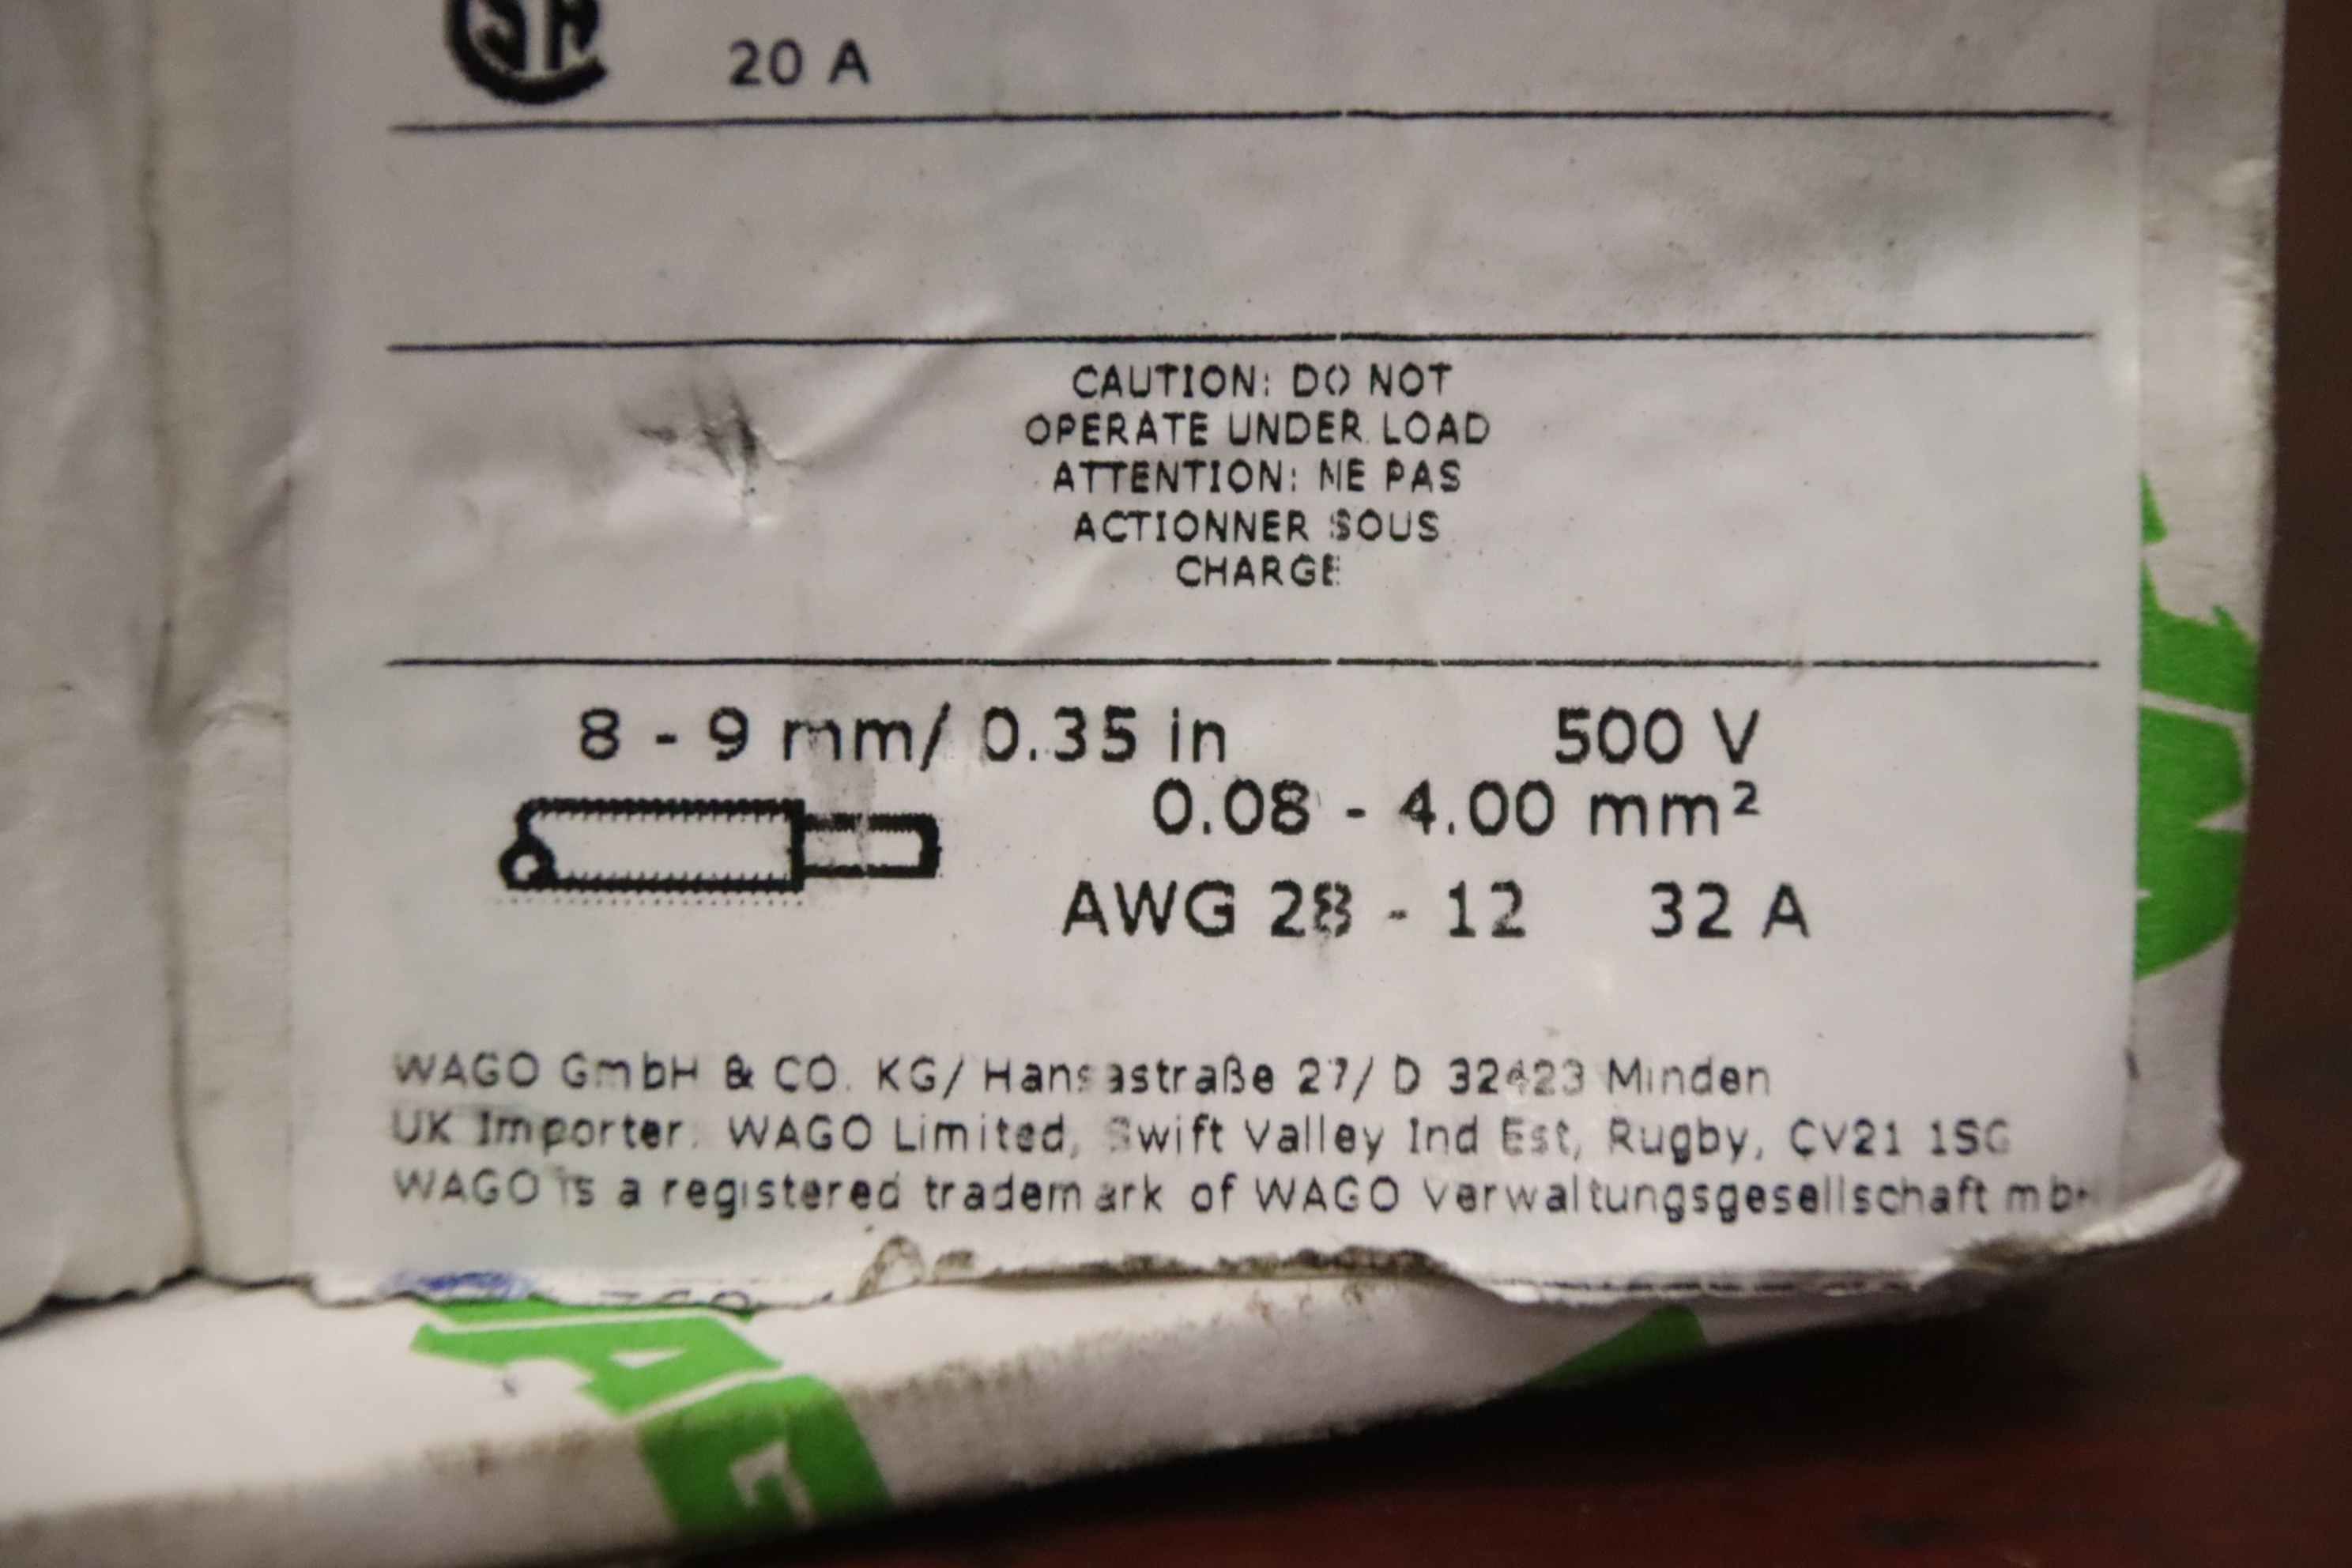 20 A
CAUTION: DO NOT
OPERATE UNDER LOAD
ATTENTION: NE PAS
ACTIONNER SOUS
CHARGE
8 - 9 mm/ 0.35 in
500 V
0.08 - 4.00 mm²
AWG 28 - 12 32 A
WAGO GmbH & CO. KG/ Hansastraße 27/ D 32423 Minden
UK Importer. WAGO Limited, Swift Valley Ind Est, Rugby, CV21 1SG
WAGO is a registered trademark of WAGO Verwaltungsgesellschaft